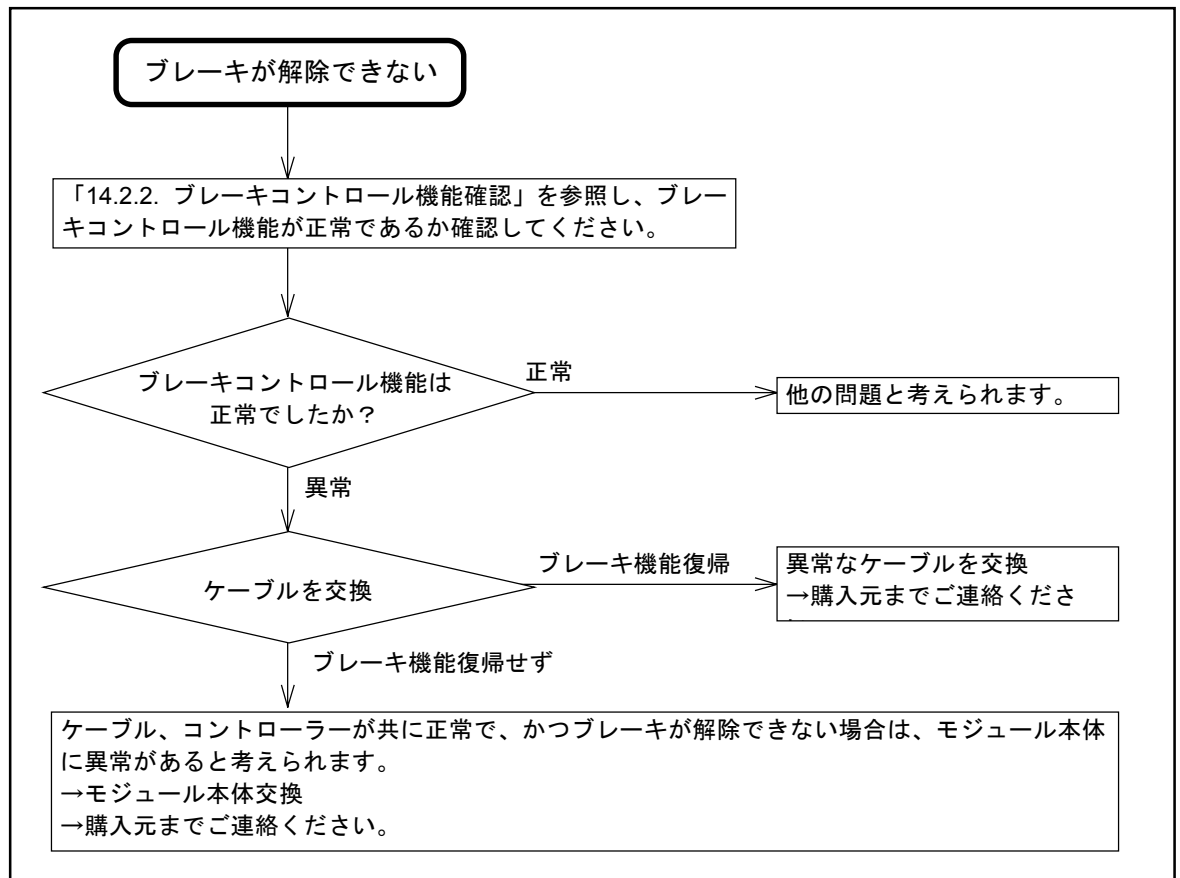 ブレーキが解除できない
「14.2.2. ブレーキコントロール機能確認」を参照し、ブレー
キコントロール機能が正常であるか確認してください。
ブレーキコントロール機能は
正常でしたか？
正常
他の問題と考えられます。
異常
ケーブルを交換
ブレーキ機能復帰
異常なケーブルを交換
→購入元までご連絡くださ
ブレーキ機能復帰せず
ケーブル、コントローラーが共に正常で、かつブレーキが解除できない場合は、モジュール本体
に異常があると考えられます。
→モジュール本体交換
→購入元までご連絡ください。